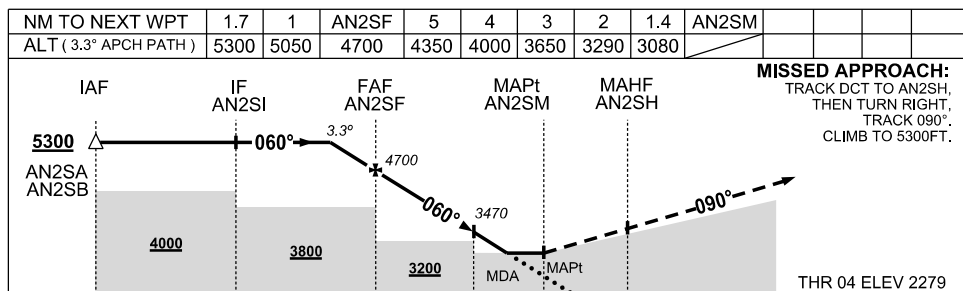 NM TO NEXT WPT 1.7 1 AN2SF 5 4 3 2 1.4 AN2SM
ALT ( 3.3° APCH PATH ) 5300 5050 4700 4350 4000 3650 3290 3080
MISSED APPROACH:
TRACK DCT TO AN2SH,
THEN TURN RIGHT,
TRACK 090°.
CLIMB TO 5300FT.
IAF IF FAF MAPt MAHF
AN2SI AN2SF AN2SM AN2SH
5300 060° 3.3°
4700
AN2SA
AN2SB
060° 3470 090°
4000 3800 3200 MDA MAPt
THR 04 ELEV 2279